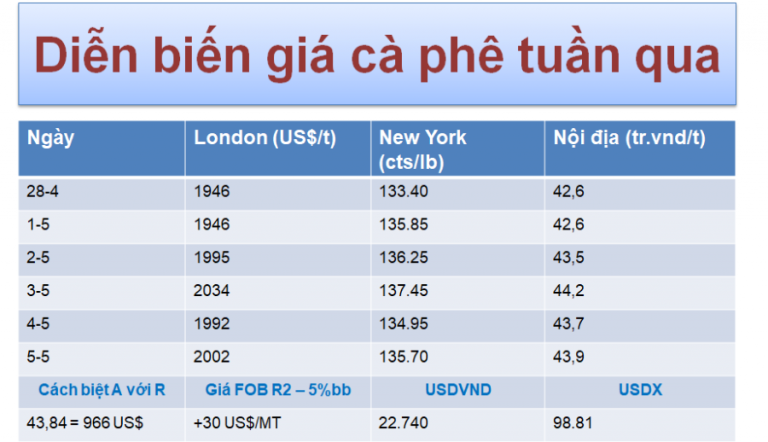 Diễn biến giá cà phê tuần qua
Ngày London (US$/t) New York (cts/lb) Nội địa (tr.vnd/t)
28-4 1946 133.40 42,6
1-5 1946 135.85 42,6
2-5 1995 136.25 43,5
3-5 2034 137.45 44,2
4-5 1992 134.95 43,7
5-5 2002 135.70 43,9
Cách biệt A với R Giá FOB R2 – 5%bb USDVND USDX
43,84 = 966 US$ +30 US$/MT 22.740 98.81